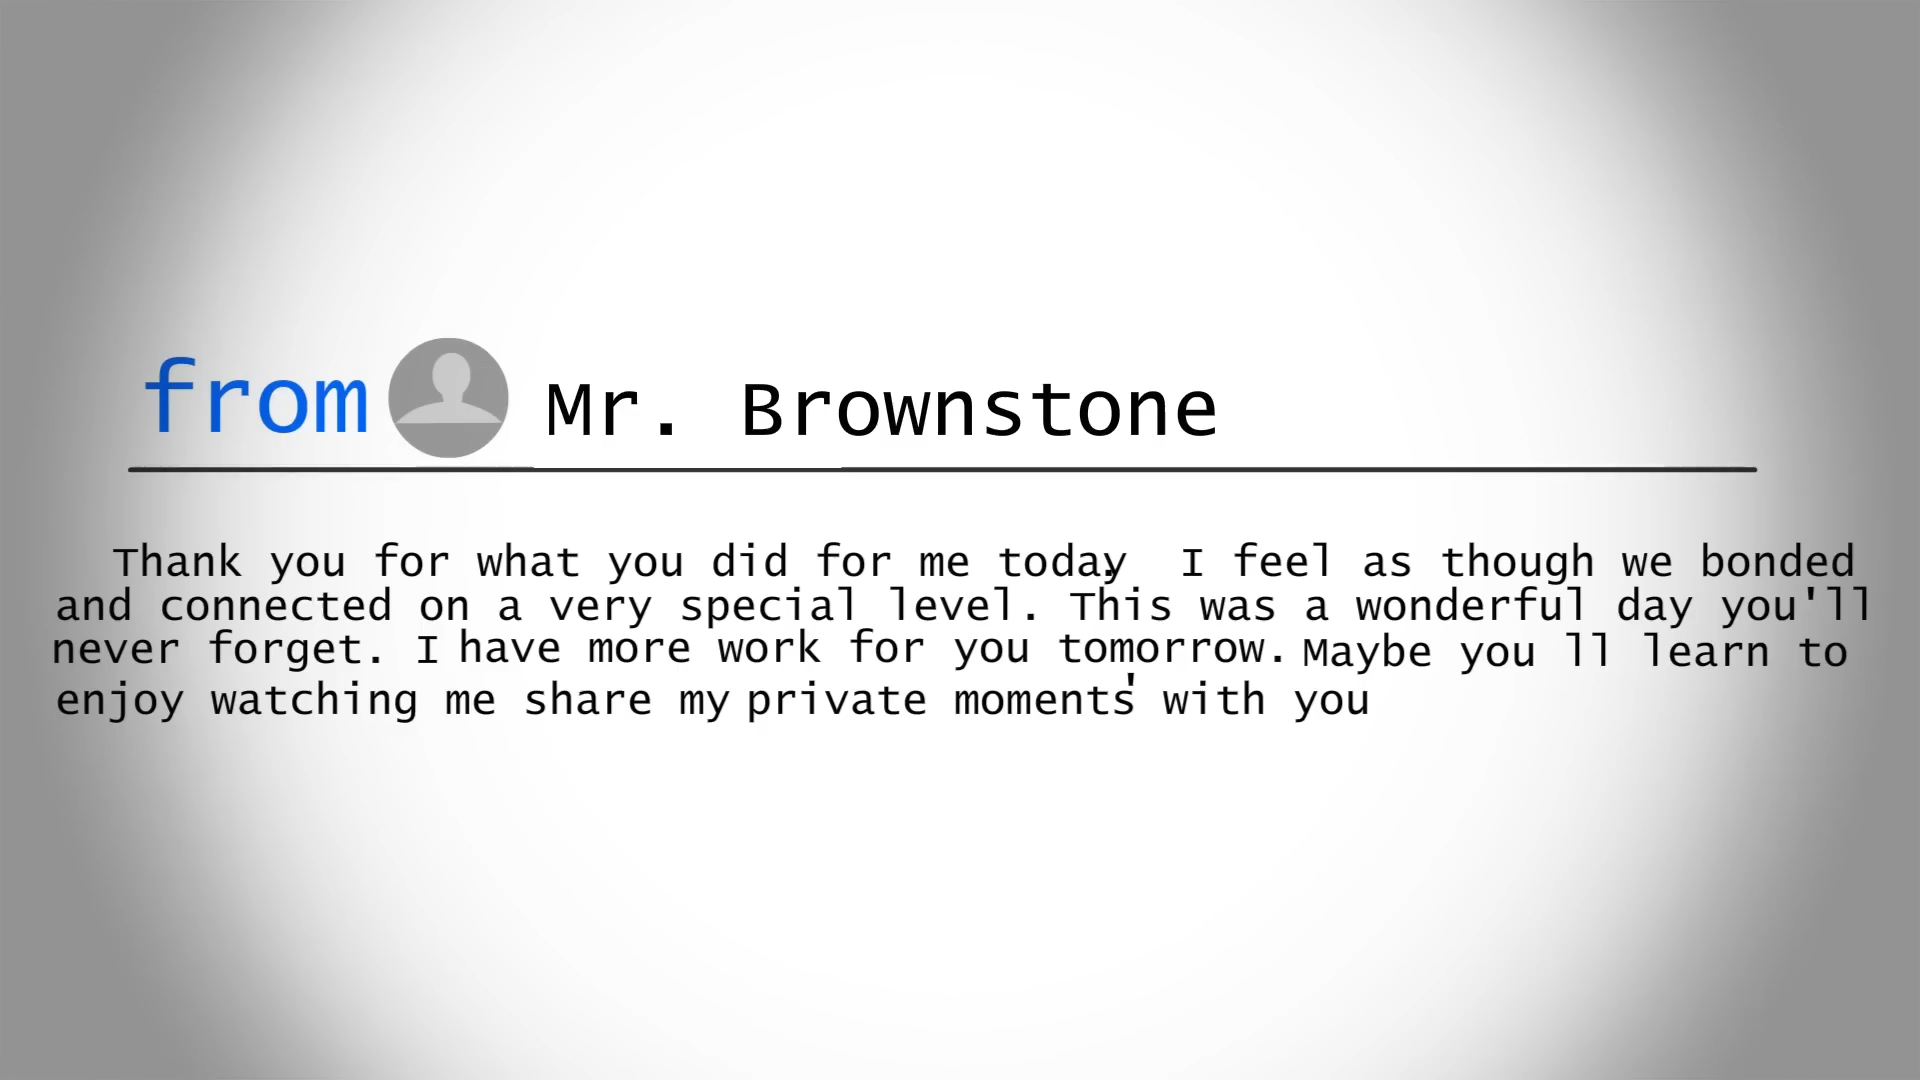 from Mr. Brownstone
Thank you for what you did for me today. I feel as though we bonded
and connected on a very special level. This was a wonderful day you'll
never forget. I have more work for you tomorrow. Maybe you ll learn to
enjoy watching me share my private moments' with you